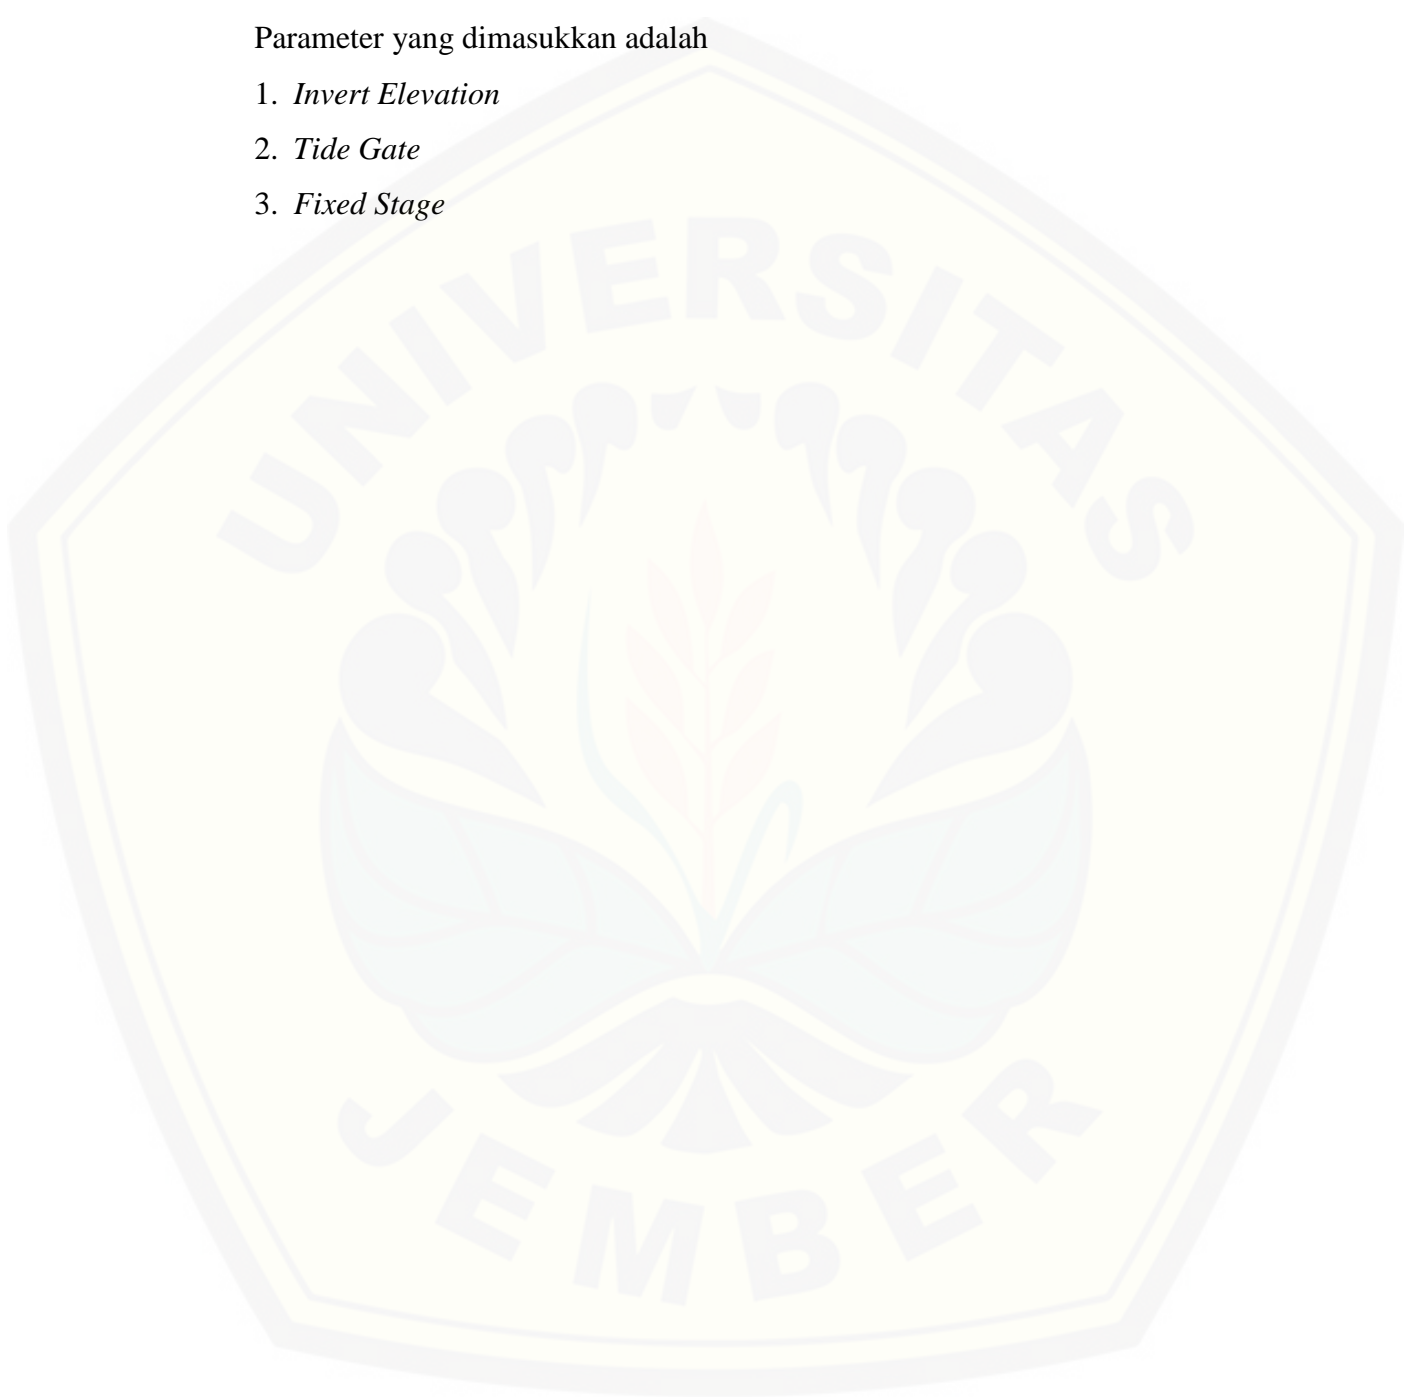 Parameter yang dimasukkan adalah
1. Invert Elevation
2. Tide Gate
3. Fixed Stage
UNIVERSITAS
JEMBER